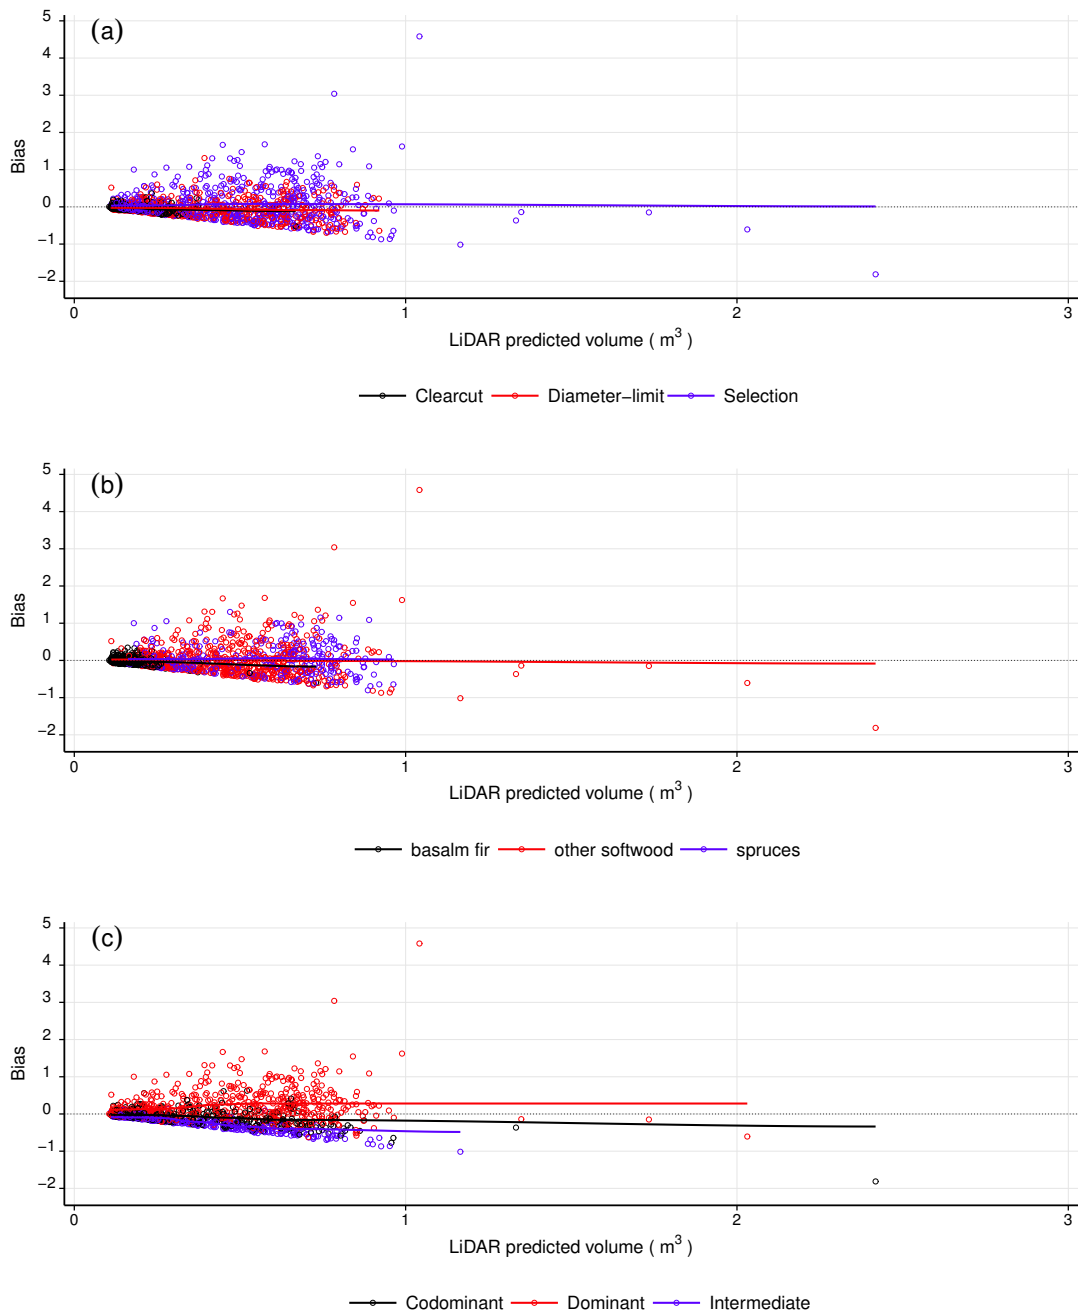 (a)
5
4
3
2
1
0
−1
−2
Bias
0 1 2 3
LiDAR predicted volume ( m³ )
Clearcut Diameter−limit Selection
(b)
5
4
3
2
1
0
−1
−2
Bias
0 1 2 3
LiDAR predicted volume ( m³ )
basalm fir other softwood spruces
(c)
5
4
3
2
1
0
−1
−2
Bias
0 1 2 3
LiDAR predicted volume ( m³ )
Codominant Dominant Intermediate